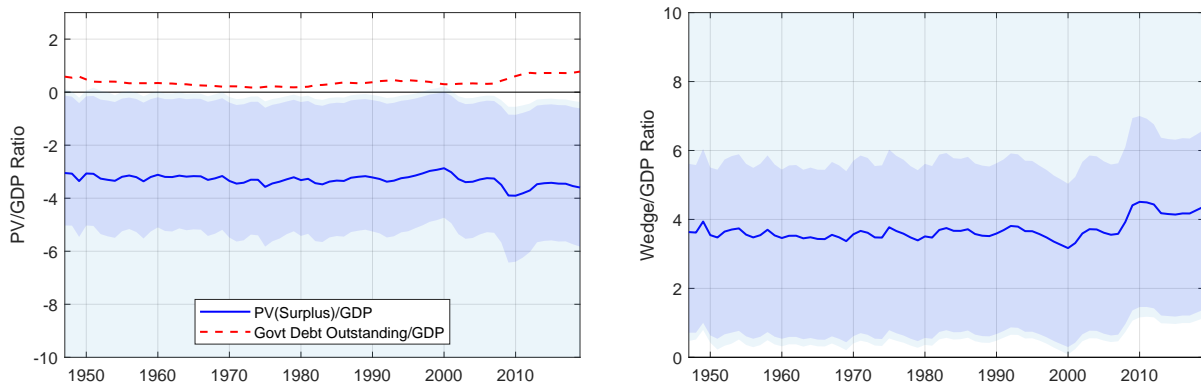 2
0
-2
-4
-6
-8
-10
PV/GDP Ratio
PV(Surplus)/GDP
Govt Debt Outstanding/GDP
1950 1960 1970 1980 1990 2000 2010
10
8
6
4
2
0
Wedge/GDP Ratio
1950 1960 1970 1980 1990 2000 2010